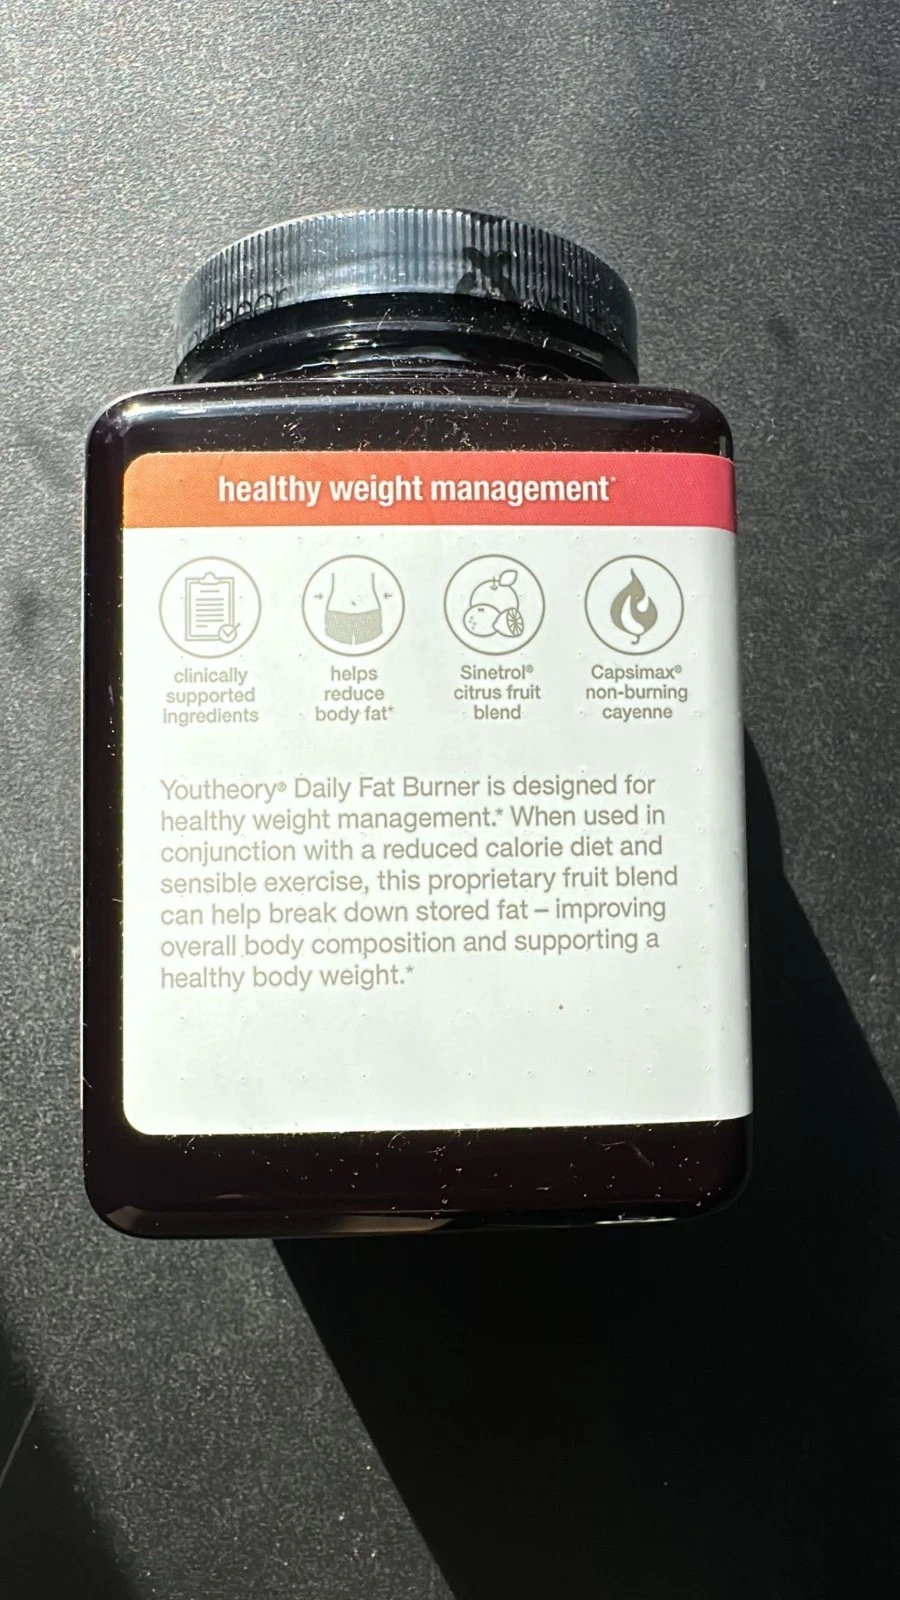 healthy weight management*
clinically
supported
ingredients
helps
reduce
body fat*
Sinetrol®
citrus fruit
blend
Capsimax®
non-burning
cayenne
Youtheory® Daily Fat Burner is designed for
healthy weight management.* When used in
conjunction with a reduced calorie diet and
sensible exercise, this proprietary fruit blend
can help break down stored fat – improving
overall body composition and supporting a
healthy body weight.*